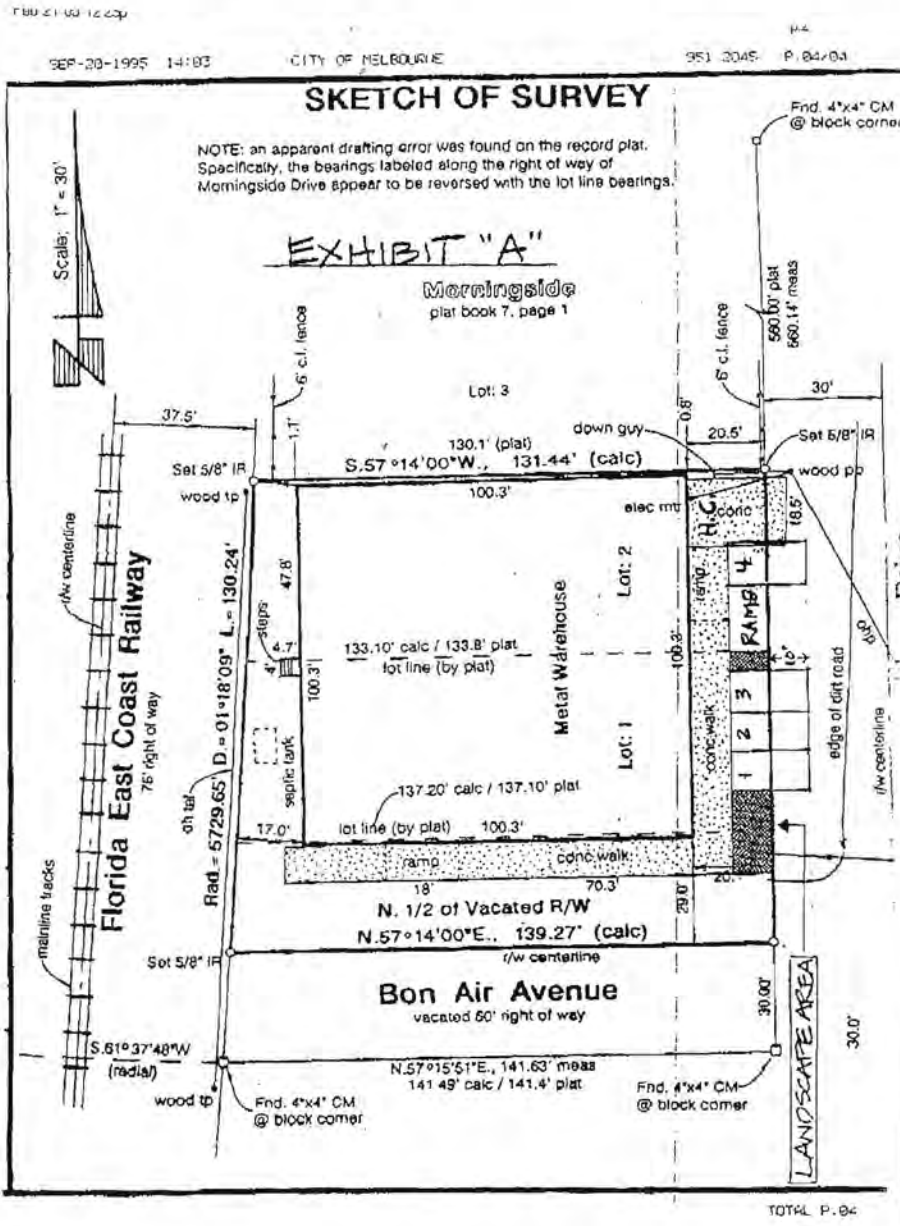 SEP-20-1995 14:03 CITY OF MELBOURNE 951 2045 P.04/04
SKETCH OF SURVEY
Fnd. 4"x4" CM
@ block corner
NOTE: an apparent drafting error was found on the record plat.
Specifically, the bearings labeled along the right of way of
Morningside Drive appear to be reversed with the lot line bearings.
Scale: 1" = 30'
EXHIBIT "A"
Morningside
plat book 7, page 1
560.00' plat
560.14' meas
6' c.l. fence
6' c.l. fence
Lot: 3
30'
37.5'
1.1'
0.8'
20.5'
down guy
130.1' (plat)
S.57°14'00"W., 131.44' (calc)
Set 5/8" IR
Set 5/8" IR
wood tp
wood pp
100.3'
elec mtr
H.C.
conc
18.5'
r/w centerline
Florida East Coast Railway
75' right of way
mainline tracks
Rad.= 5729.65' D.= 01°18'09" L.= 130.24'
oh tel
47.8'
steps
4.7'
4'
100.3'
133.10' calc / 133.8' plat
lot line (by plat)
Metal Warehouse
Lot: 2
Lot: 1
100.3'
ramp
RAMP
4
3
2
1
10'
conc walk
ohp
edge of dirt road
r/w centerline
septic tank
137.20' calc / 137.10' plat
17.0'
lot line (by plat)
100.3'
ramp
conc walk
18'
70.3'
20.
29.0'
N. 1/2 of Vacated R/W
N.57°14'00"E., 139.27' (calc)
Set 5/8" IR
r/w centerline
Bon Air Avenue
vacated 60' right of way
30.00'
30.0'
LANDSCAPE AREA
S.61°37'48"W
(radial)
N.57°15'51"E., 141.63' meas
141.49' calc / 141.4' plat
wood tp
Fnd. 4"x4" CM
@ block corner
Fnd. 4"x4" CM
@ block corner
TOTAL P.04